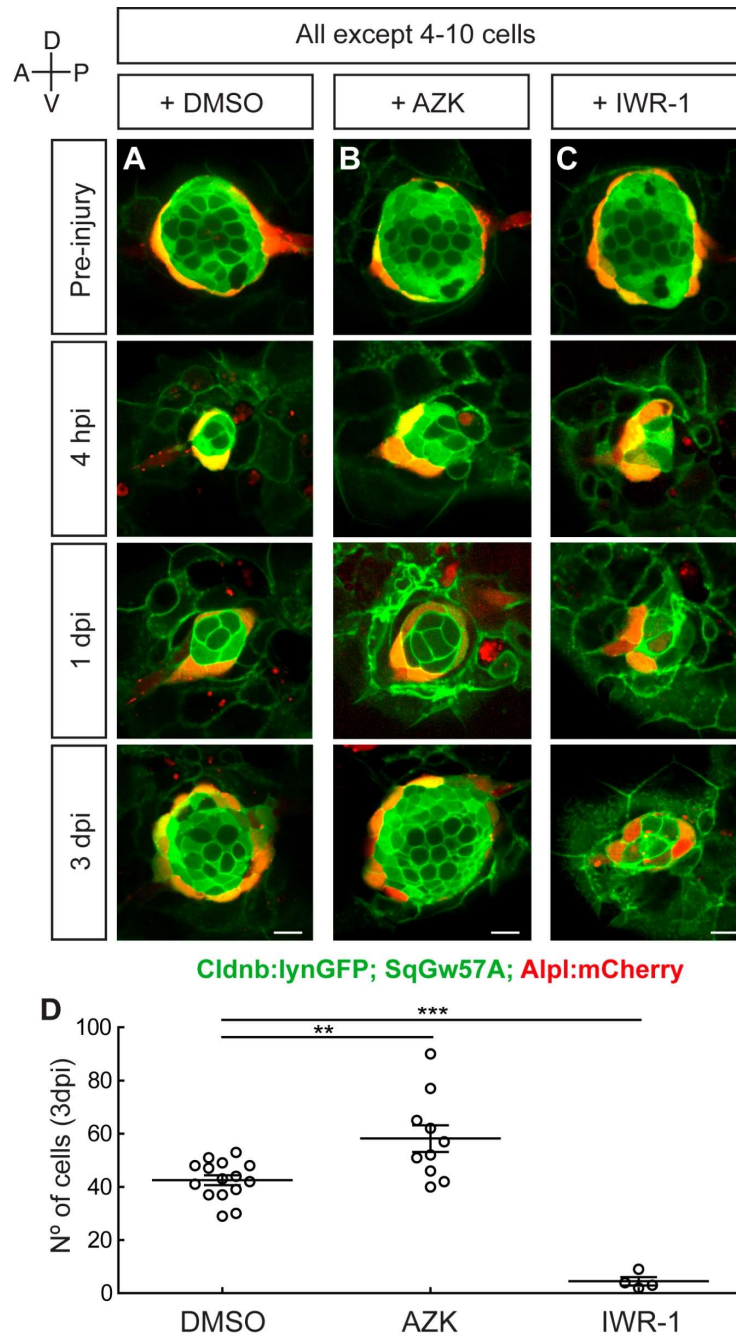 All except 4-10 cells
D
A P
V
+ DMSO + AZK + IWR-1
Pre-injury A B C
4 hpi
1 dpi
3 dpi
Cldnb:lynGFP; SqGw57A; Alpl:mCherry
D
***
**
100
80
60
40
20
0
Nº of cells (3dpi)
DMSO AZK IWR-1